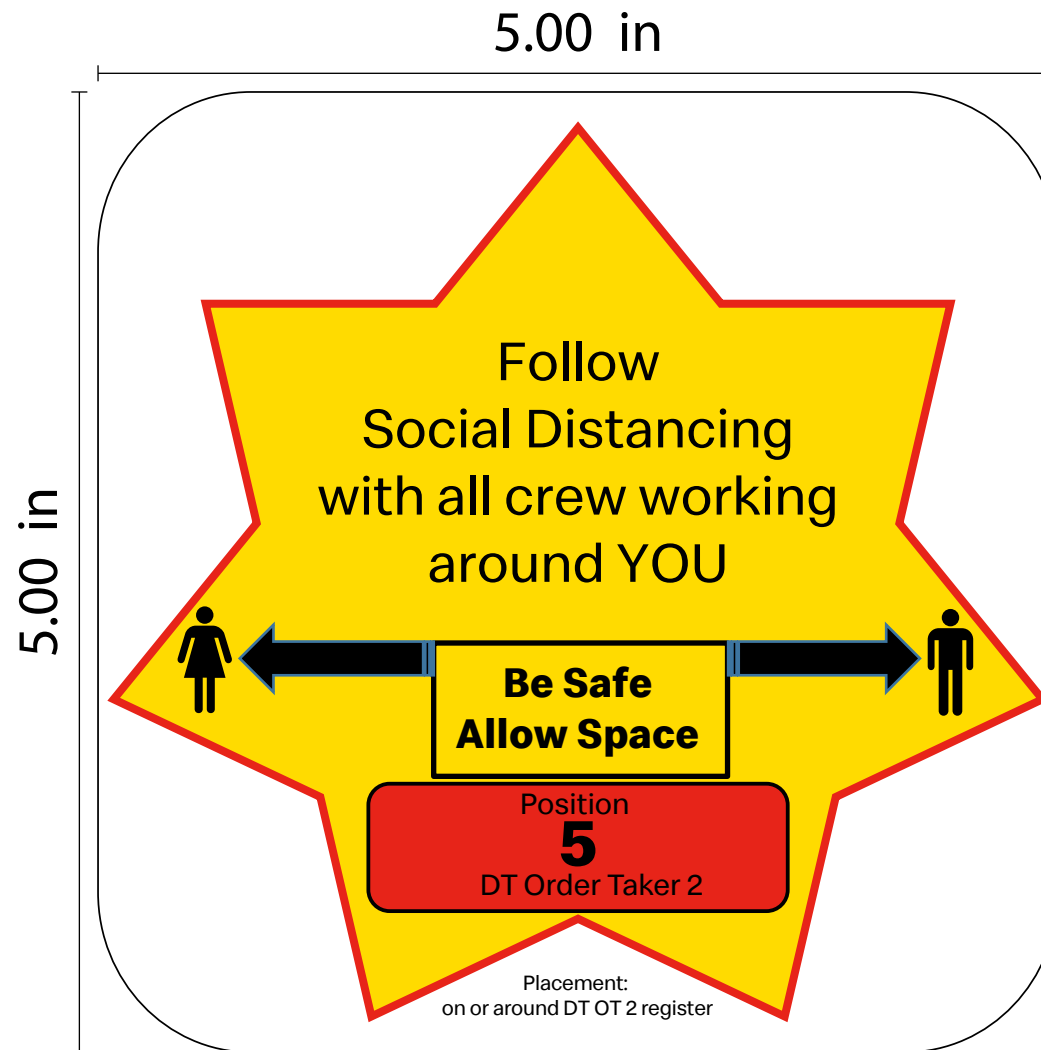 5.00 in
5.00 in
Follow
Social Distancing
with all crew working
around YOU
Be Safe
Allow Space
Position
5
DT Order Taker 2
Placement:
on or around DT OT 2 register